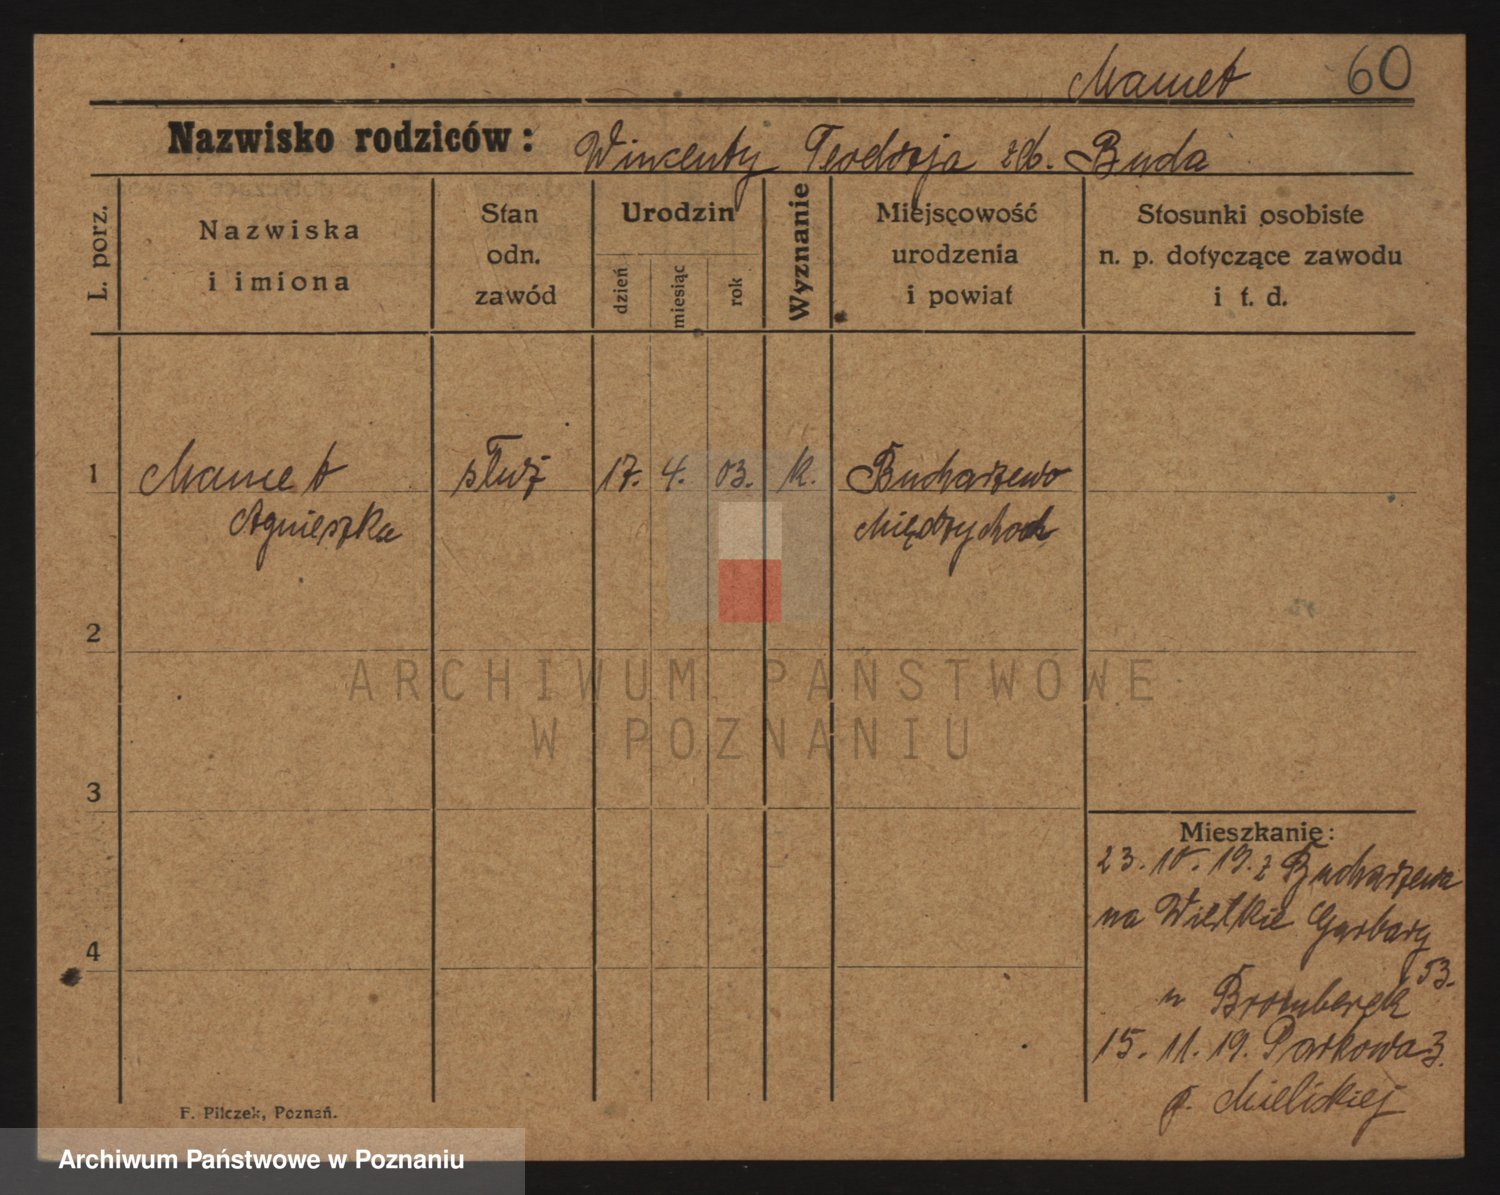 Mamet 60
Nazwisko rodziców: Wincenty Teodozja zd. Buda
L. porz.
Nazwiska
i imiona
Stan
odn.
zawód
Urodzin
dzień
miesiąc
rok
Wyznanie
Miejscowość
urodzenia
i powiat
Stosunki osobiste
n. p. dotyczące zawodu
i t. d.
1 Mamet służ 17. 4. 03. k. Bucharzewo
Agnieszka Międzychod
2
ARCHIWUM PAŃSTWOWE
W POZNANIU
3
4
Mieszkanie:
23. 10. 19. z Bucharzewa
na Wielkie Garbary
53.
u
15. 11. 19. Parkowa 3.
p. Mielickiej
F. Pilczek, Poznań.
Archiwum Państwowe w Poznaniu